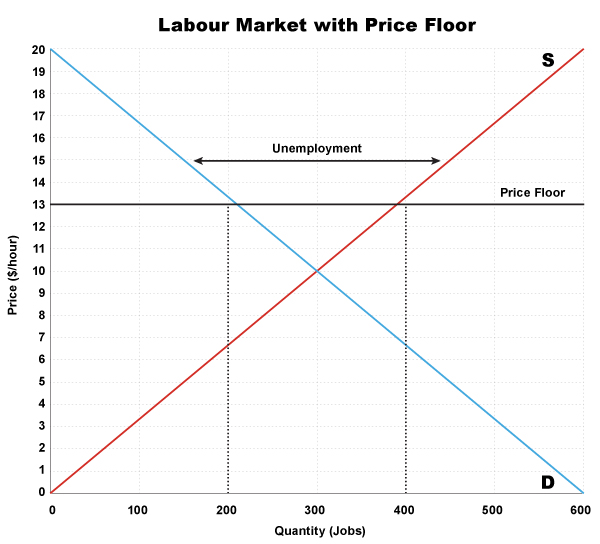 Labour Market with Price Floor
20
19
18
17
16
15
14
13
12
11
10
9
8
7
6
5
4
3
2
1
0
Price ($/hour)
S
Unemployment
Price Floor
D
0 100 200 300 400 500 600
Quantity (Jobs)